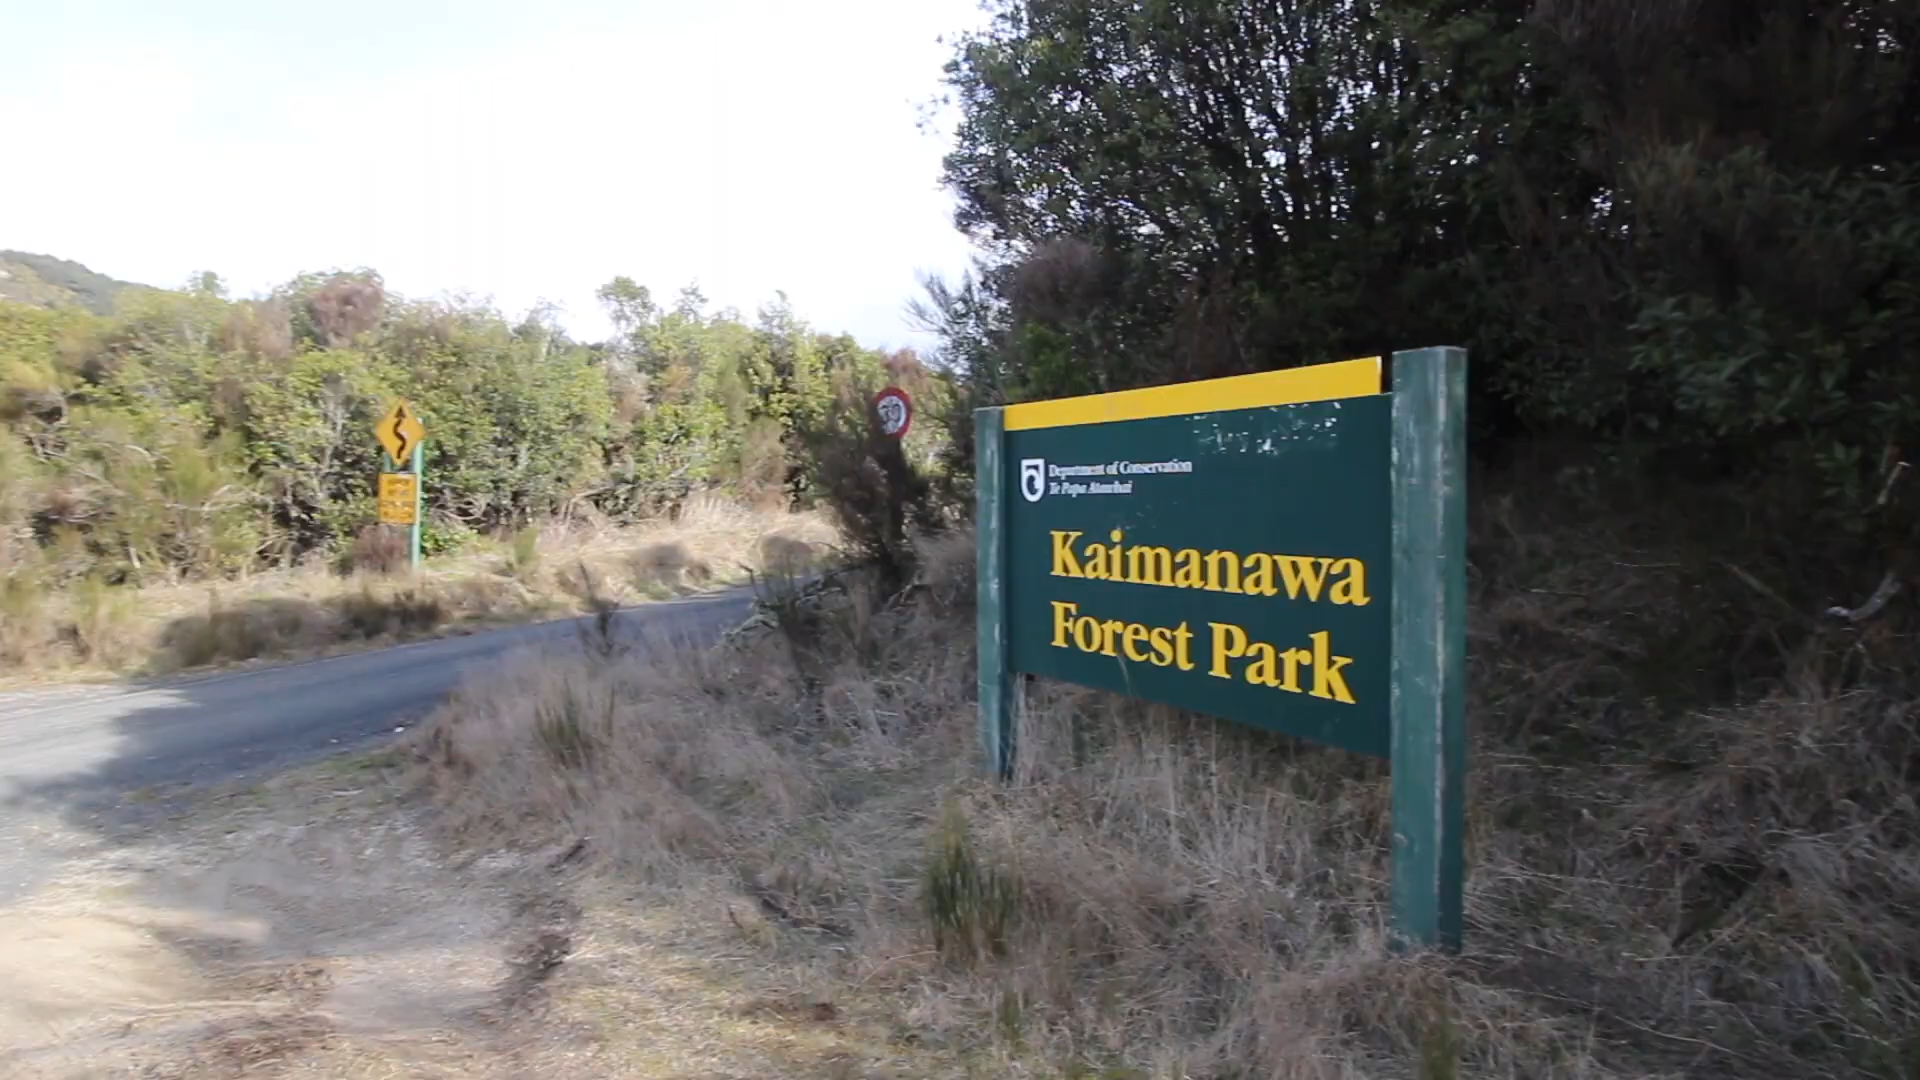 Department of Conservation
Te Papa Atawhai
Kaimanawa
Forest Park